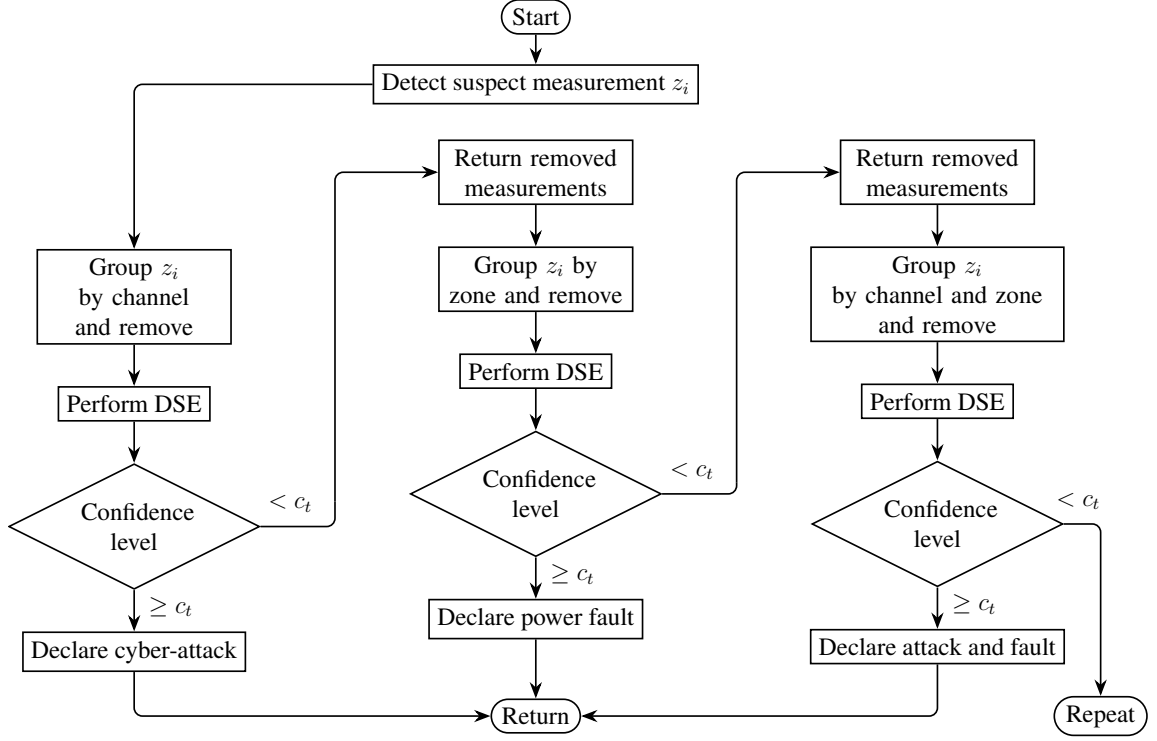 Start
Detect suspect measurement z_i
Group z_i
by channel
and remove
Perform DSE
Confidence
level
< c_t
≥ c_t
Declare cyber-attack
Return removed
measurements
Group z_i by
zone and remove
Perform DSE
Confidence
level
< c_t
≥ c_t
Declare power fault
Return removed
measurements
Group z_i
by channel and zone
and remove
Perform DSE
Confidence
level
< c_t
≥ c_t
Declare attack and fault
Return
Repeat